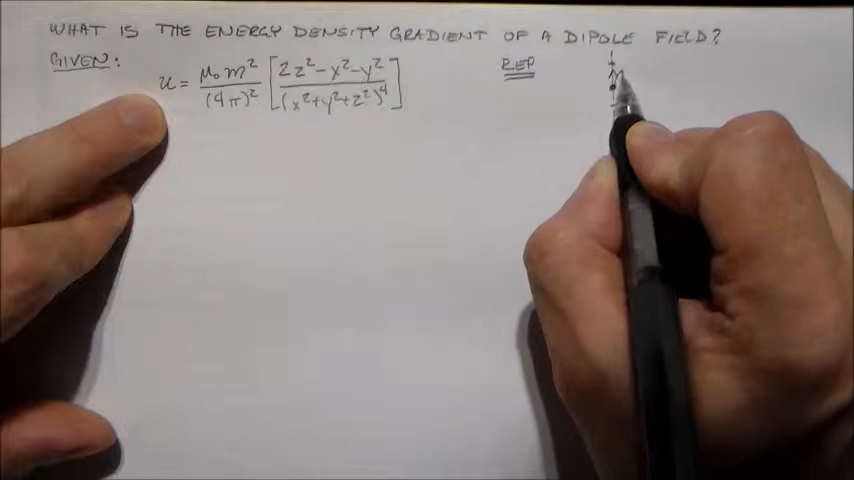 WHAT IS THE ENERGY DENSITY GRADIENT OF A DIPOLE FIELD?
GIVEN: u = μ₀m²/(4π)² [(2z²-x²-y²)/(x²+y²+z²)⁴] REP